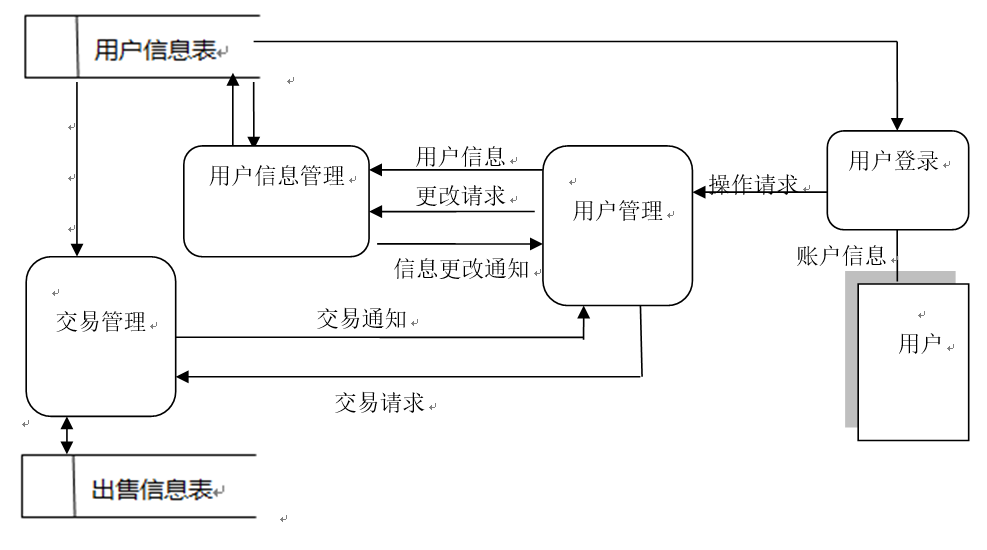 用户信息表
用户信息管理
用户信息
更改请求
信息更改通知
用户管理
操作请求
用户登录
账户信息
用户
交易管理
交易通知
交易请求
出售信息表